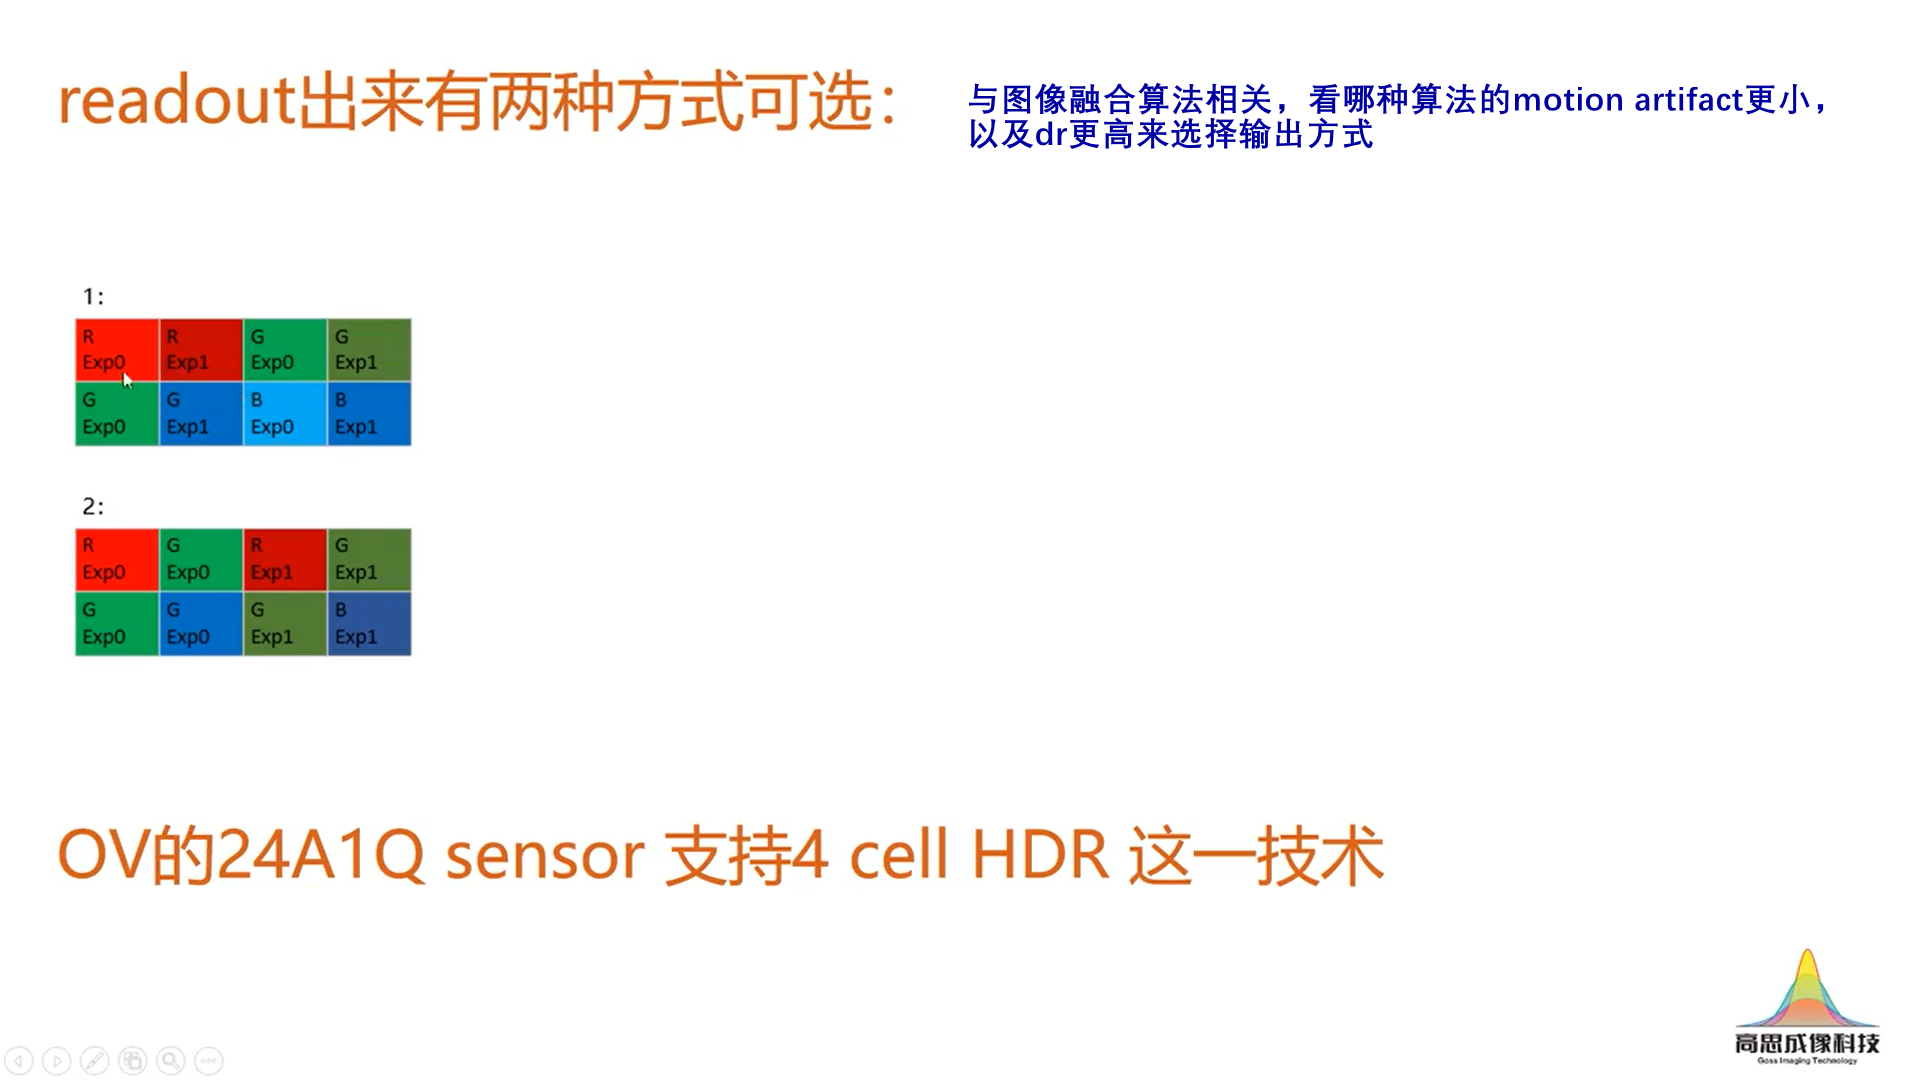 readout出来有两种方式可选：
与图像融合算法相关，看哪种算法的motion artifact更小，
以及dr更高来选择输出方式
1:
R R G G
Exp0 Exp1 Exp0 Exp1
G G B B
Exp0 Exp1 Exp0 Exp1
2:
R G R G
Exp0 Exp0 Exp1 Exp1
G G G B
Exp0 Exp0 Exp1 Exp1
OV的24A1Q sensor 支持4 cell HDR 这一技术
高思成像科技
Goss Imaging Technology